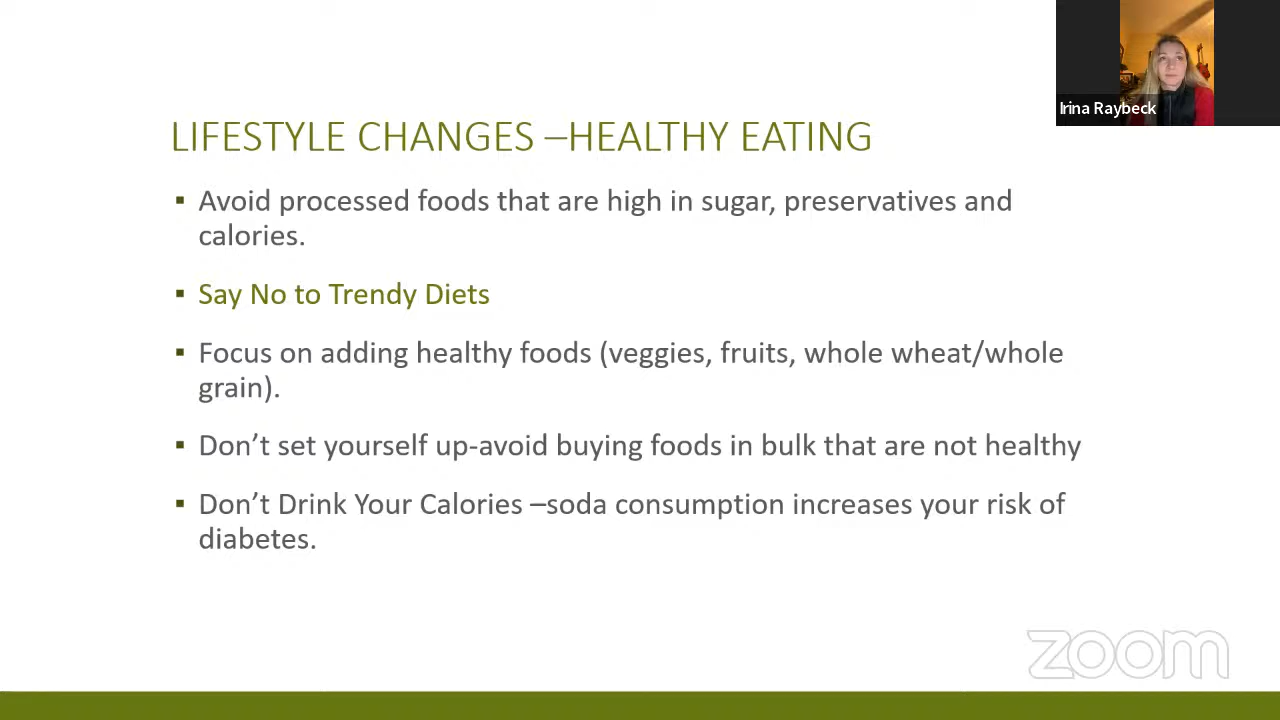 Irina Raybeck
LIFESTYLE CHANGES –HEALTHY EATING
▪ Avoid processed foods that are high in sugar, preservatives and
calories.
▪ Say No to Trendy Diets
▪ Focus on adding healthy foods (veggies, fruits, whole wheat/whole
grain).
▪ Don’t set yourself up-avoid buying foods in bulk that are not healthy
▪ Don’t Drink Your Calories –soda consumption increases your risk of
diabetes.
zoom